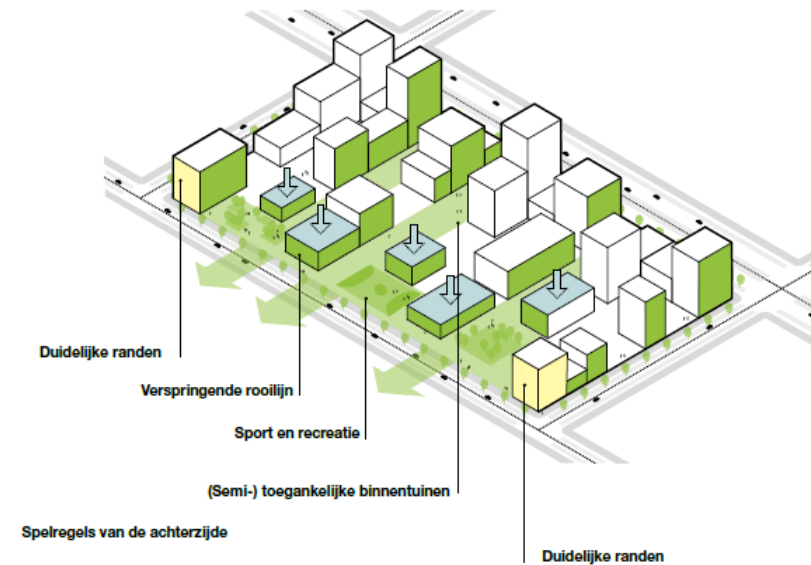 Duidelijke randen
Verspringende rooilijn
Sport en recreatie
(Semi-) toegankelijke binnentuinen
Spelregels van de achterzijde
Duidelijke randen